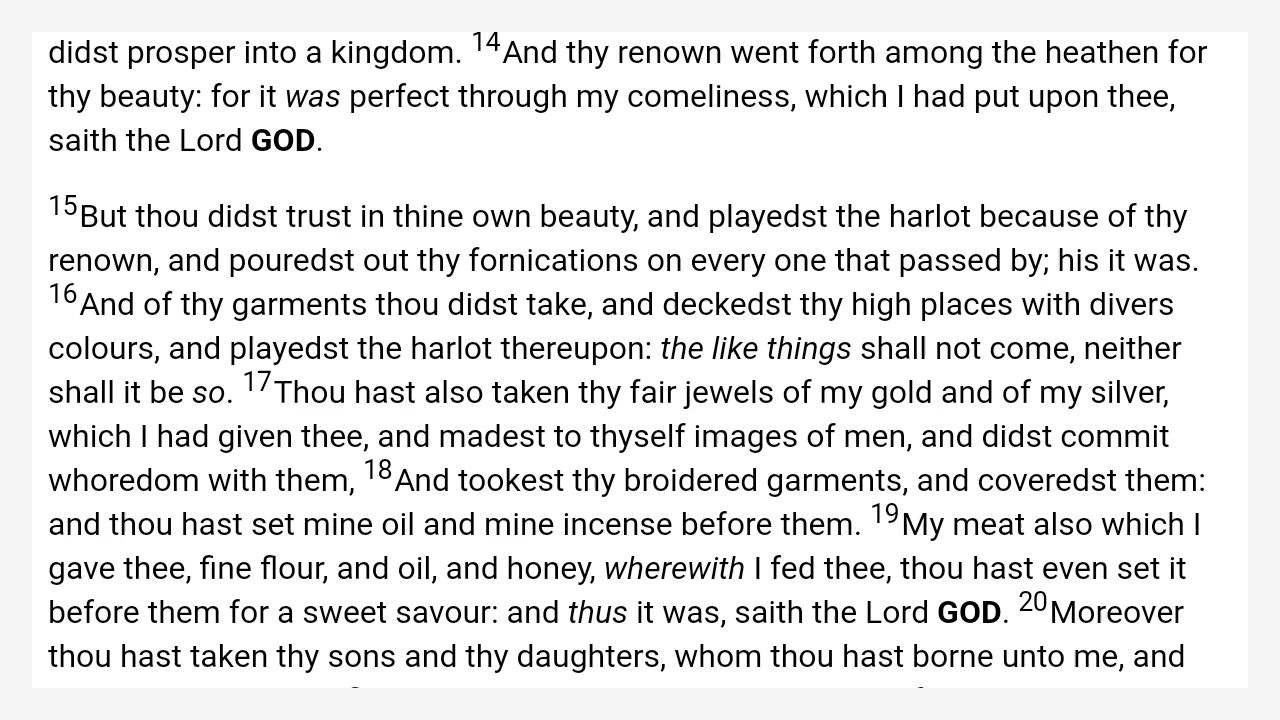 didst prosper into a kingdom. 14And thy renown went forth among the heathen for
thy beauty: for it was perfect through my comeliness, which I had put upon thee,
saith the Lord GOD.
15But thou didst trust in thine own beauty, and playedst the harlot because of thy
renown, and pouredst out thy fornications on every one that passed by; his it was.
16And of thy garments thou didst take, and deckedst thy high places with divers
colours, and playedst the harlot thereupon: the like things shall not come, neither
shall it be so. 17Thou hast also taken thy fair jewels of my gold and of my silver,
which I had given thee, and madest to thyself images of men, and didst commit
whoredom with them, 18And tookest thy broidered garments, and coveredst them:
and thou hast set mine oil and mine incense before them. 19My meat also which I
gave thee, fine flour, and oil, and honey, wherewith I fed thee, thou hast even set it
before them for a sweet savour: and thus it was, saith the Lord GOD. 20Moreover
thou hast taken thy sons and thy daughters, whom thou hast borne unto me, and